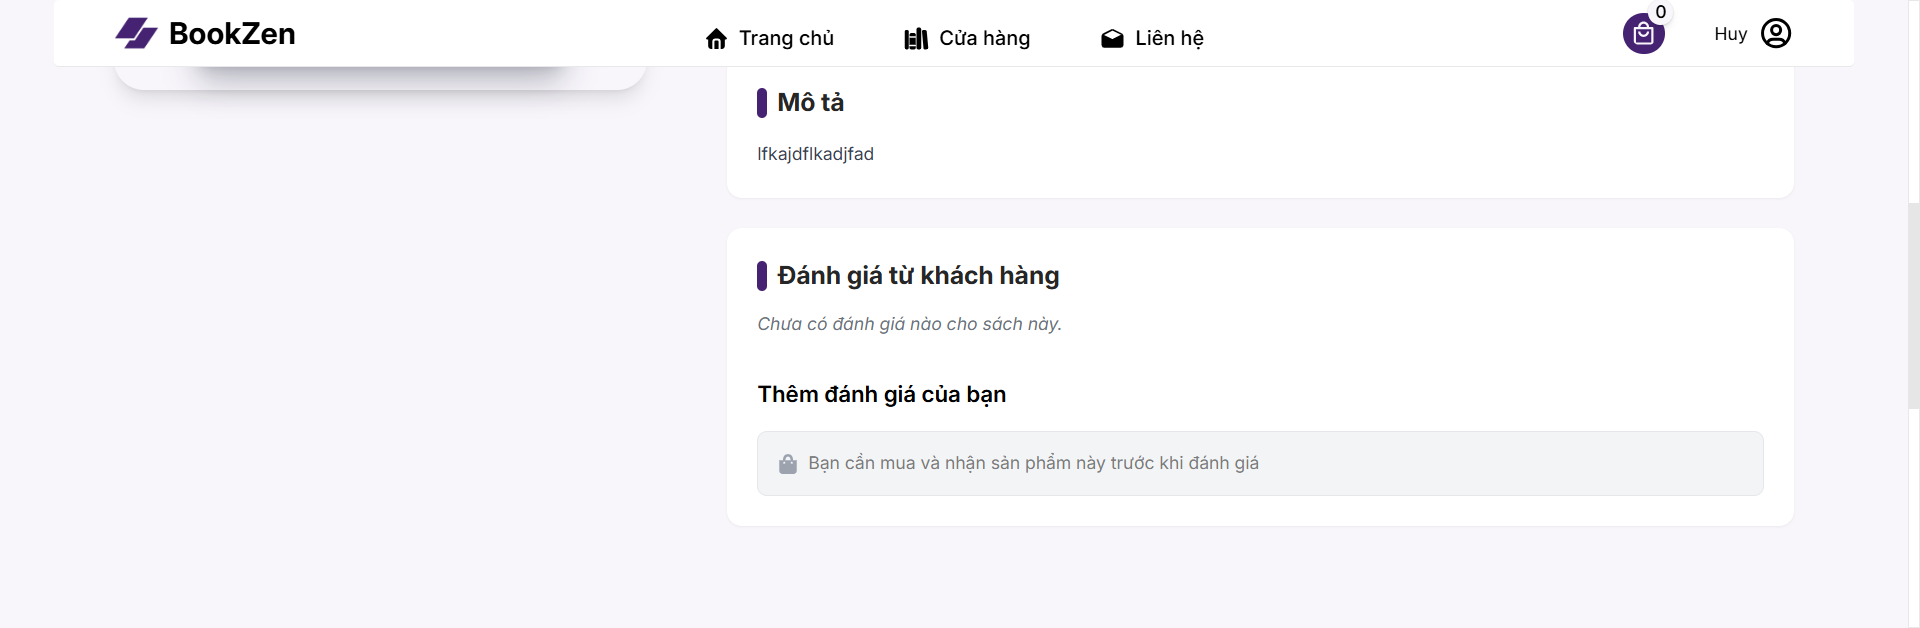 BookZen
Trang chủ
Cửa hàng
Liên hệ
0
Huy
Mô tả
lfkajdflkadjfad
Đánh giá từ khách hàng
Chưa có đánh giá nào cho sách này.
Thêm đánh giá của bạn
Bạn cần mua và nhận sản phẩm này trước khi đánh giá